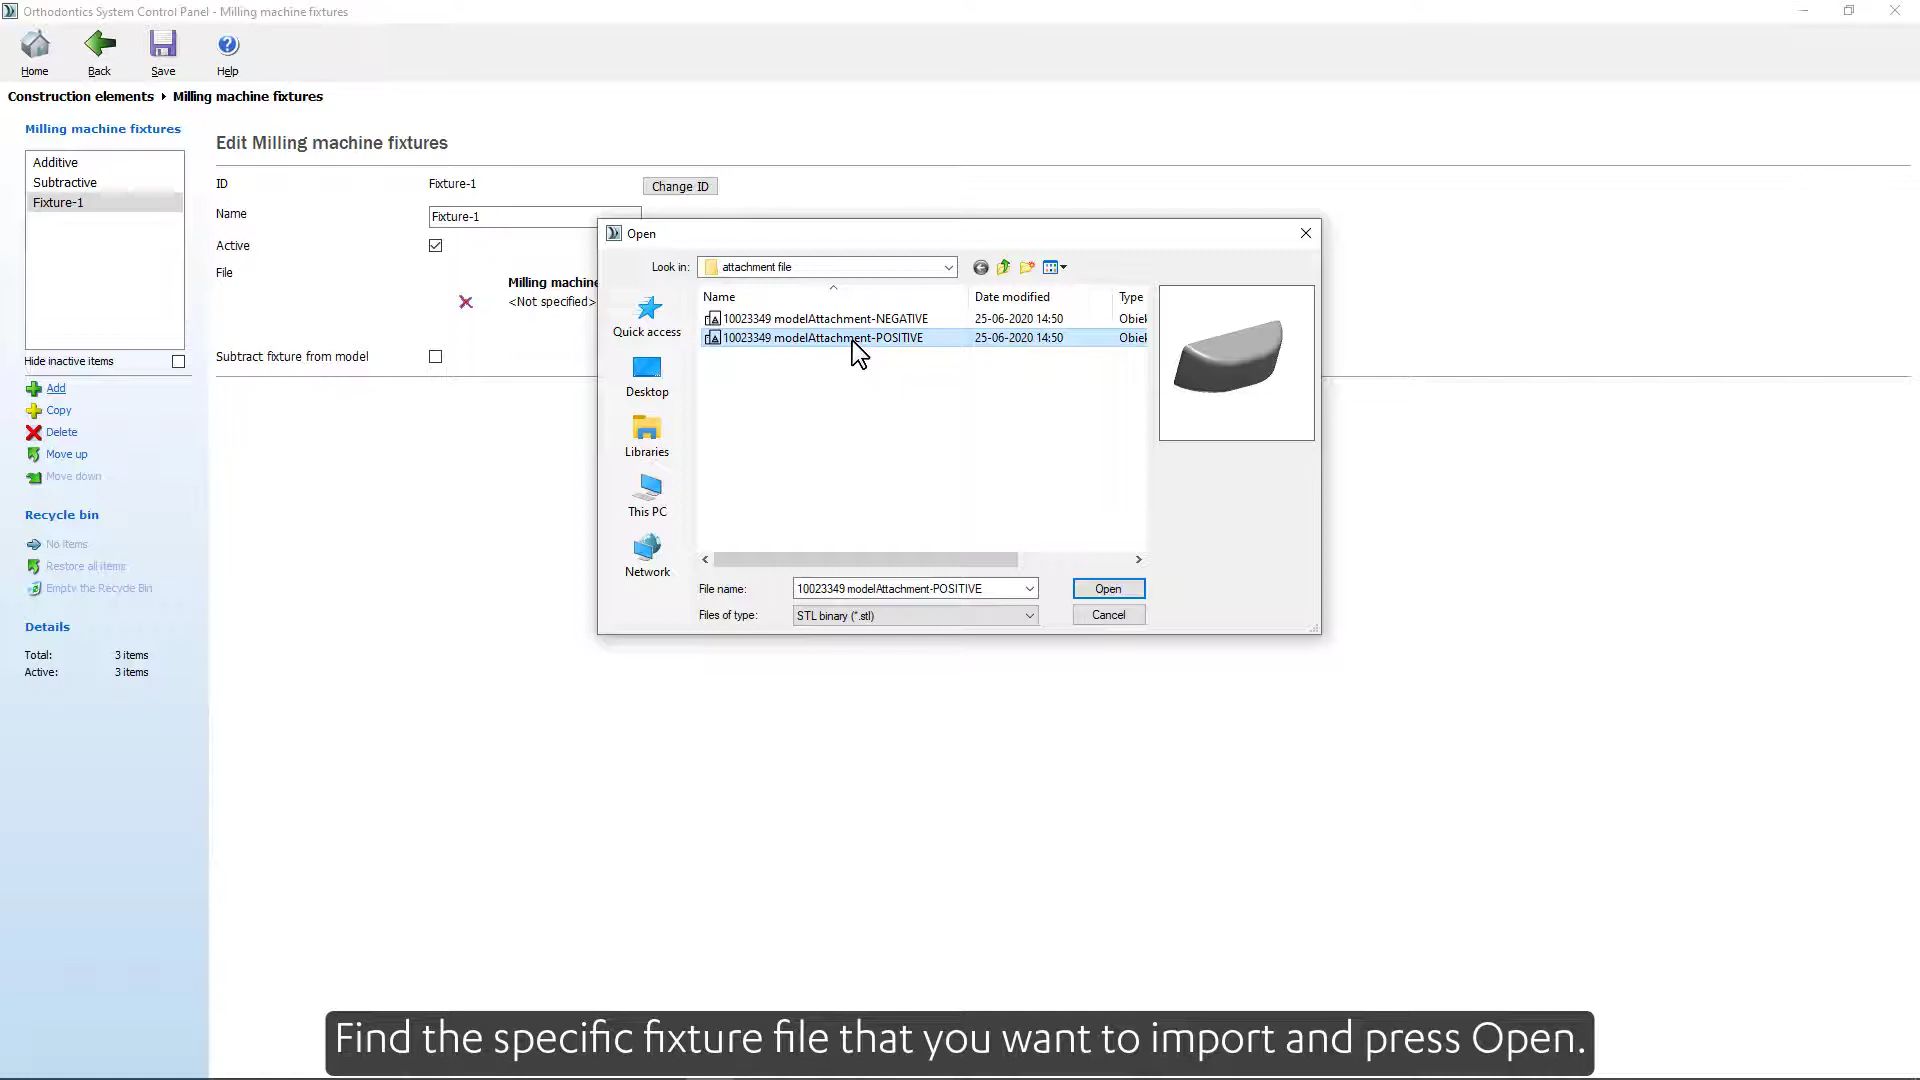 Orthodontics System Control Panel - Milling machine fixtures
Home
Back
Save
Help
Construction elements
Milling machine fixtures
Milling machine fixtures
Additive
Subtractive
Fixture-1
Hide inactive items
Add
Copy
Delete
Move up
Move down
Recycle bin
No items
Restore all items
Empty the Recycle Bin
Details
Total: 3 items
Active: 3 items
Edit Milling machine fixtures
ID Fixture-1 Change ID
Name Fixture-1
Active
File
Milling machine
<Not specified>
Subtract fixture from model
Open
Look in: attachment file
Quick access
Desktop
Libraries
This PC
Network
Name Date modified Type
10023349 modelAttachment-NEGATIVE 25-06-2020 14:50 Obiek
10023349 modelAttachment-POSITIVE 25-06-2020 14:50 Obiek
File name: 10023349 modelAttachment-POSITIVE Open
Files of type: STL binary (*.stl) Cancel
Find the specific fixture file that you want to import and press Open.